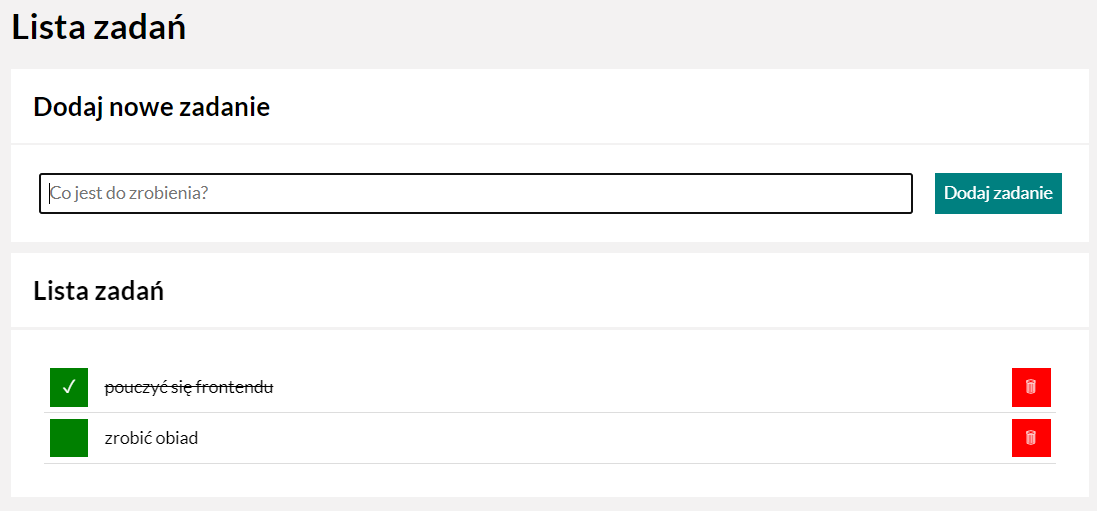 Lista zadań
Dodaj nowe zadanie
Co jest do zrobienia?
Dodaj zadanie
Lista zadań
pouczyć się frontendu
zrobić obiad